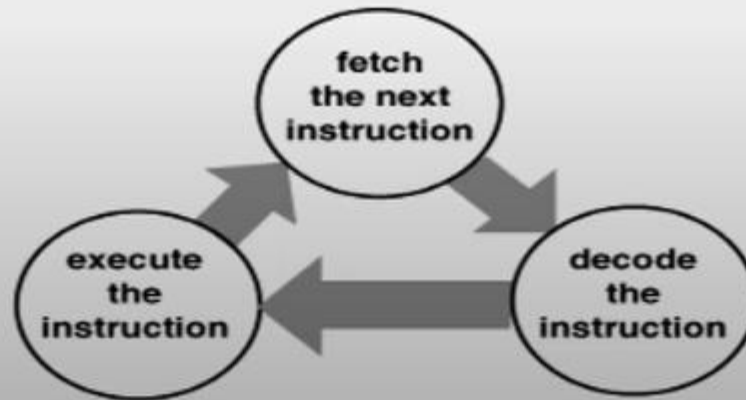 fetch
the next
instruction
execute
the
instruction
decode
the
instruction